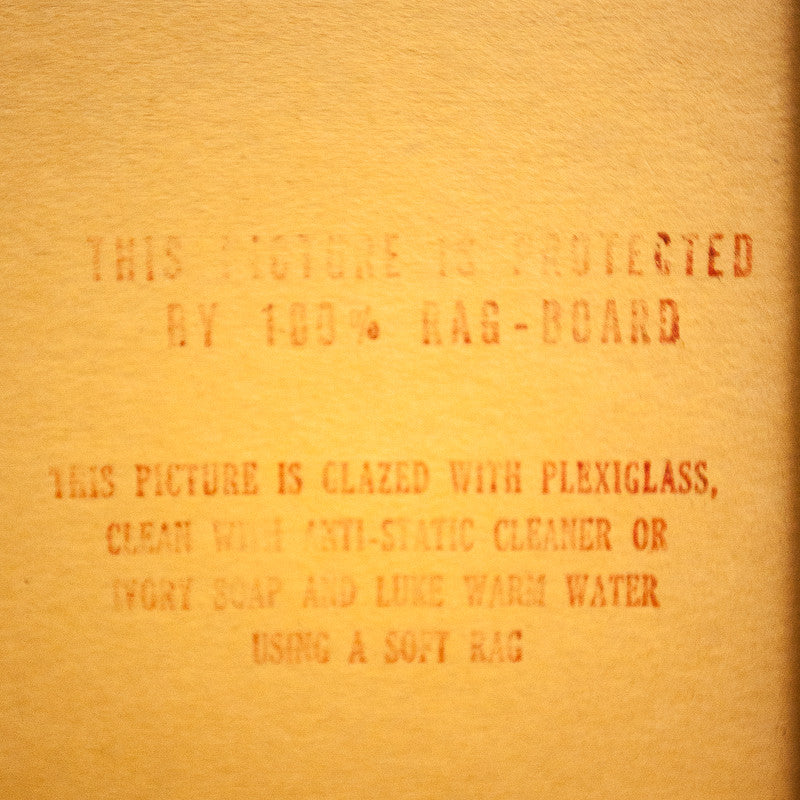 THIS PICTURE IS PROTECTED
BY 100% RAG-BOARD
THIS PICTURE IS GLAZED WITH PLEXIGLASS,
CLEAN WITH ANTI-STATIC CLEANER OR
IVORY SOAP AND LUKE WARM WATER
USING A SOFT RAG